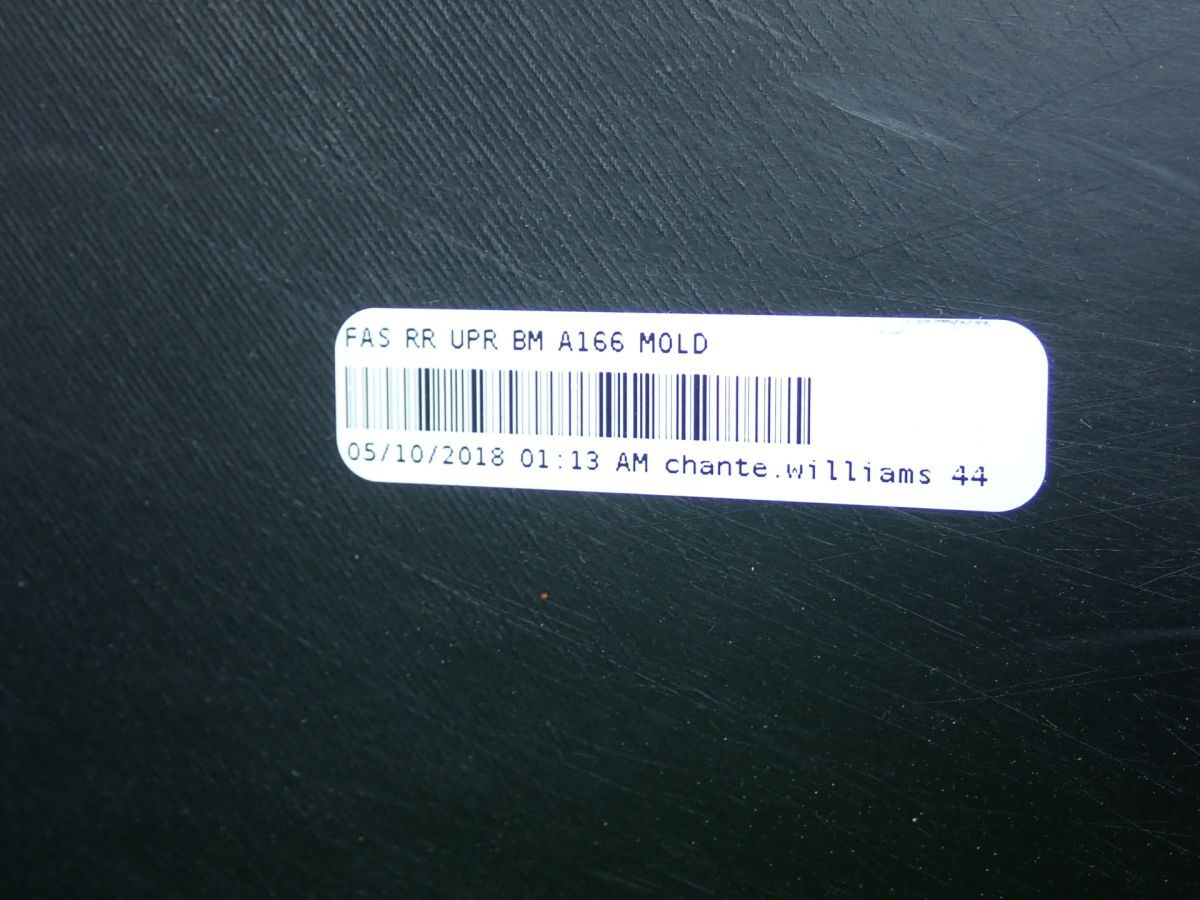 FAS RR UPR BM A166 MOLD
05/10/2018 01:13 AM chante.williams 44